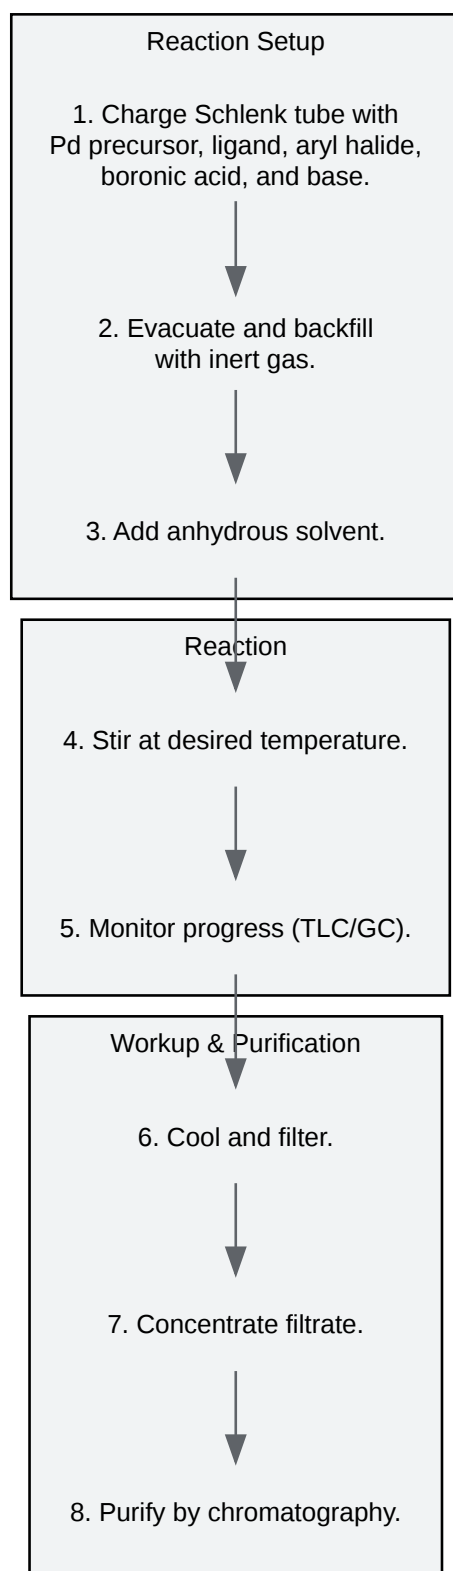 Reaction Setup
1. Charge Schlenk tube with
Pd precursor, ligand, aryl halide,
boronic acid, and base.
2. Evacuate and backfill
with inert gas.
3. Add anhydrous solvent.
Reaction
4. Stir at desired temperature.
5. Monitor progress (TLC/GC).
Workup & Purification
6. Cool and filter.
7. Concentrate filtrate.
8. Purify by chromatography.